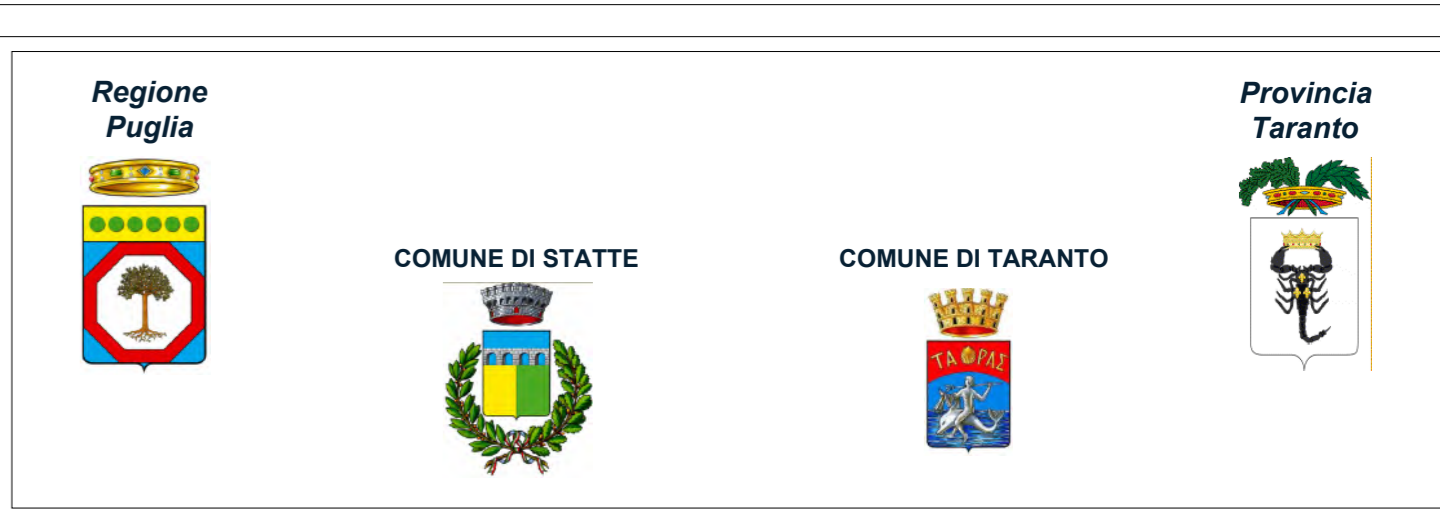 Regione
Puglia
Provincia
Taranto
COMUNE DI STATTE
COMUNE DI TARANTO
ΤΑΡΑΣ